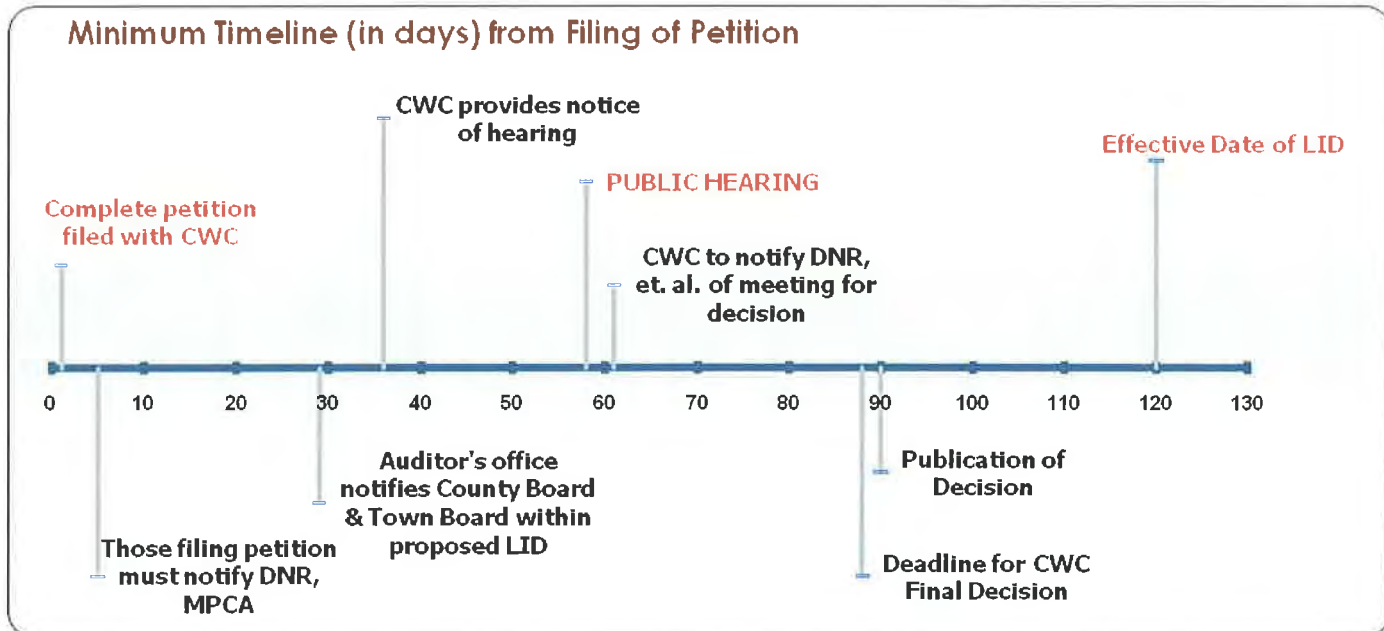 Minimum Timeline (in days) from Filing of Petition
CWC provides notice
of hearing
Effective Date of LID
PUBLIC HEARING
Complete petition
filed with CWC
CWC to notify DNR,
et. al. of meeting for
decision
0 10 20 30 40 50 60 70 80 90 100 110 120 130
Auditor's office
notifies County Board
& Town Board within
proposed LID
Publication of
Decision
Those filing petition
must notify DNR,
MPCA
Deadline for CWC
Final Decision